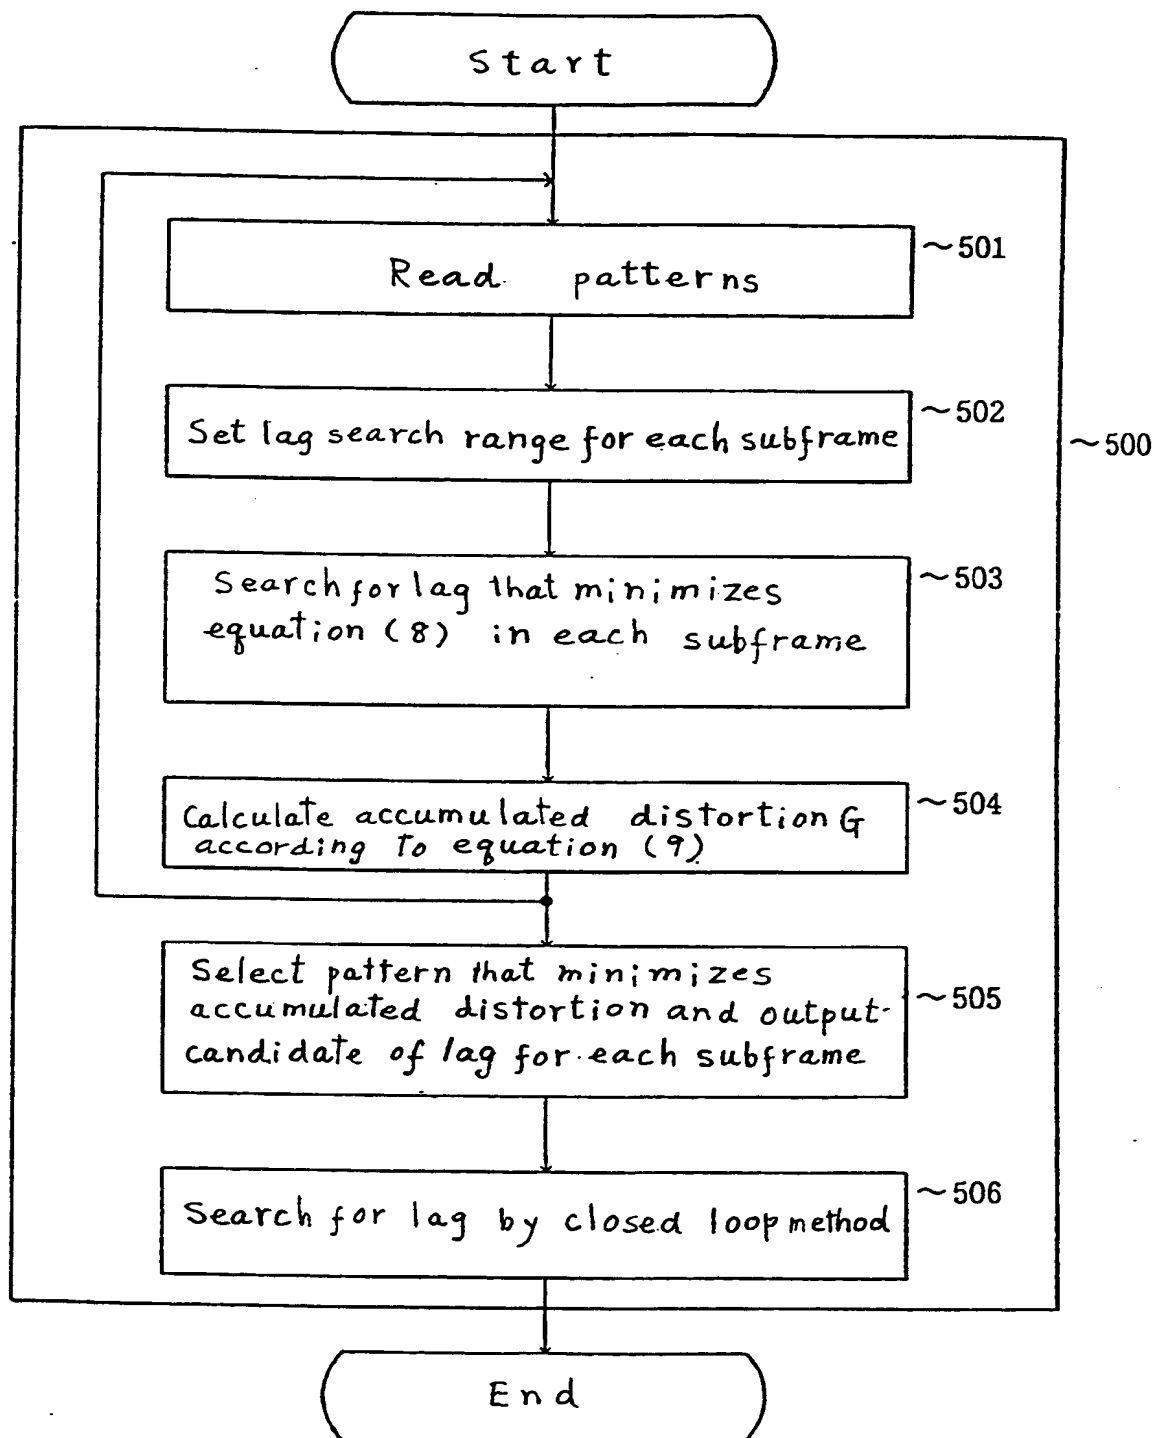 Start
Read patterns
~501
Set lag search range for each subframe
~502
~500
Search for lag that minimizes
equation (8) in each subframe
~503
Calculate accumulated distortion G
according to equation (9)
~504
Select pattern that minimizes
accumulated distortion and output
candidate of lag for each subframe
~505
Search for lag by closed loop method
~506
End